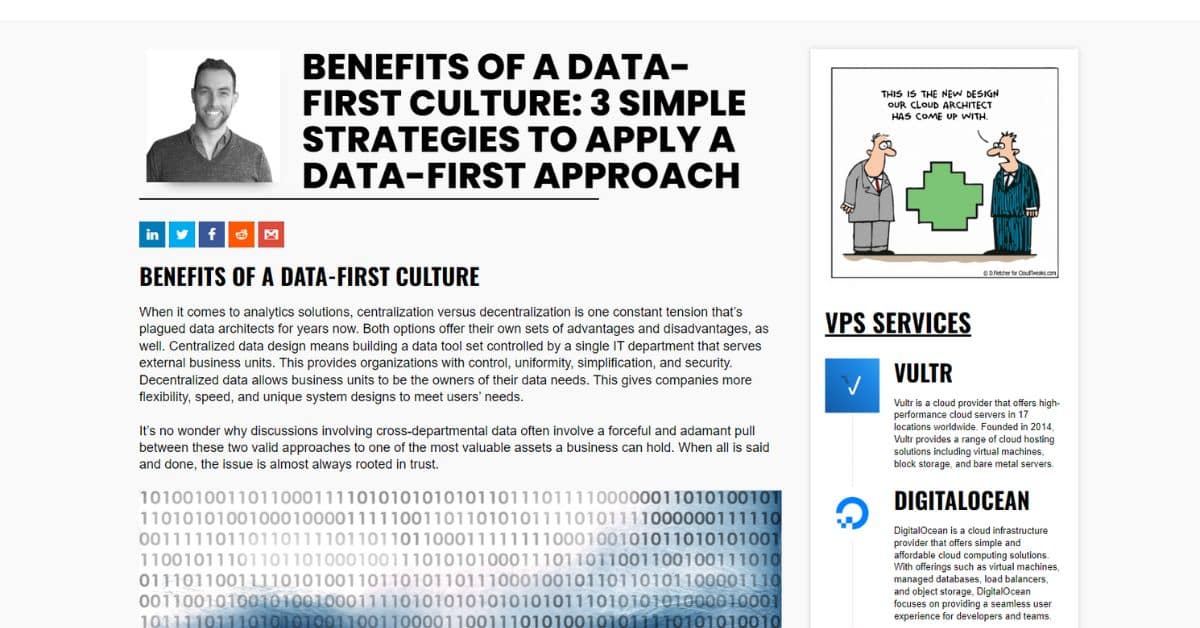 BENEFITS OF A DATA-
FIRST CULTURE: 3 SIMPLE
STRATEGIES TO APPLY A
DATA-FIRST APPROACH
in
f
BENEFITS OF A DATA-FIRST CULTURE
When it comes to analytics solutions, centralization versus decentralization is one constant tension that’s
plagued data architects for years now. Both options offer their own sets of advantages and disadvantages, as
well. Centralized data design means building a data tool set controlled by a single IT department that serves
external business units. This provides organizations with control, uniformity, simplification, and security.
Decentralized data allows business units to be the owners of their data needs. This gives companies more
flexibility, speed, and unique system designs to meet users’ needs.
It’s no wonder why discussions involving cross-departmental data often involve a forceful and adamant pull
between these two valid approaches to one of the most valuable assets a business can hold. When all is said
and done, the issue is almost always rooted in trust.
THIS IS THE NEW DESIGN
OUR CLOUD ARCHITECT
HAS COME UP WITH.
© D.Fletcher for CloudTweaks.com
VPS SERVICES
VULTR
Vultr is a cloud provider that offers high-
performance cloud servers in 17
locations worldwide. Founded in 2014,
Vultr provides a range of cloud hosting
solutions including virtual machines,
block storage, and bare metal servers.
DIGITALOCEAN
DigitalOcean is a cloud infrastructure
provider that offers simple and
affordable cloud computing solutions.
With offerings such as virtual machines,
managed databases, load balancers,
and object storage, DigitalOcean
focuses on providing a seamless user
experience for developers and teams.